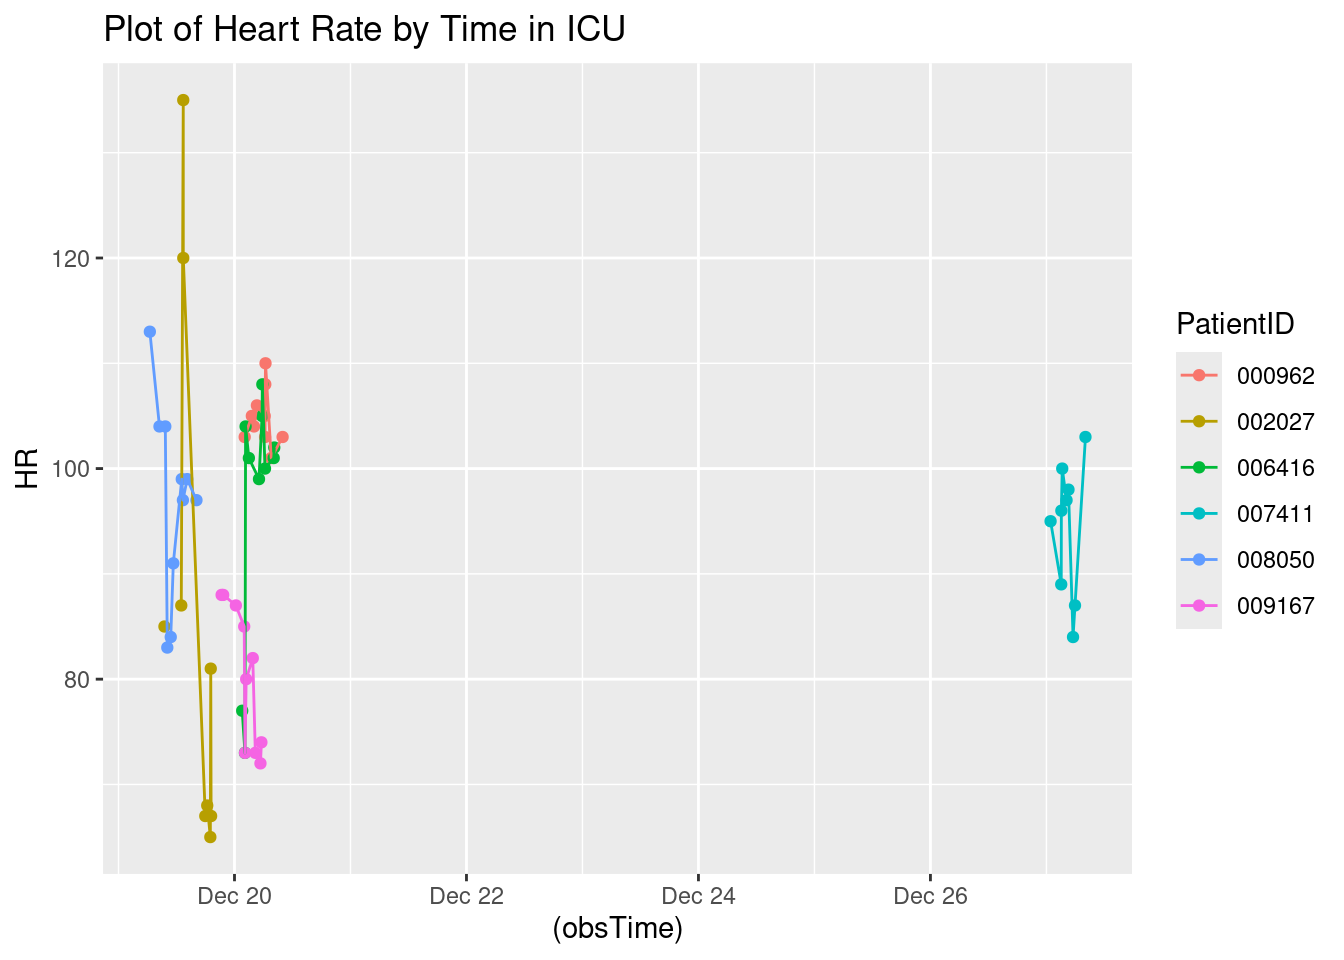 Plot of Heart Rate by Time in ICU
HR
120
100
80
Dec 20
Dec 22
Dec 24
Dec 26
(obsTime)
PatientID
000962
002027
006416
007411
008050
009167